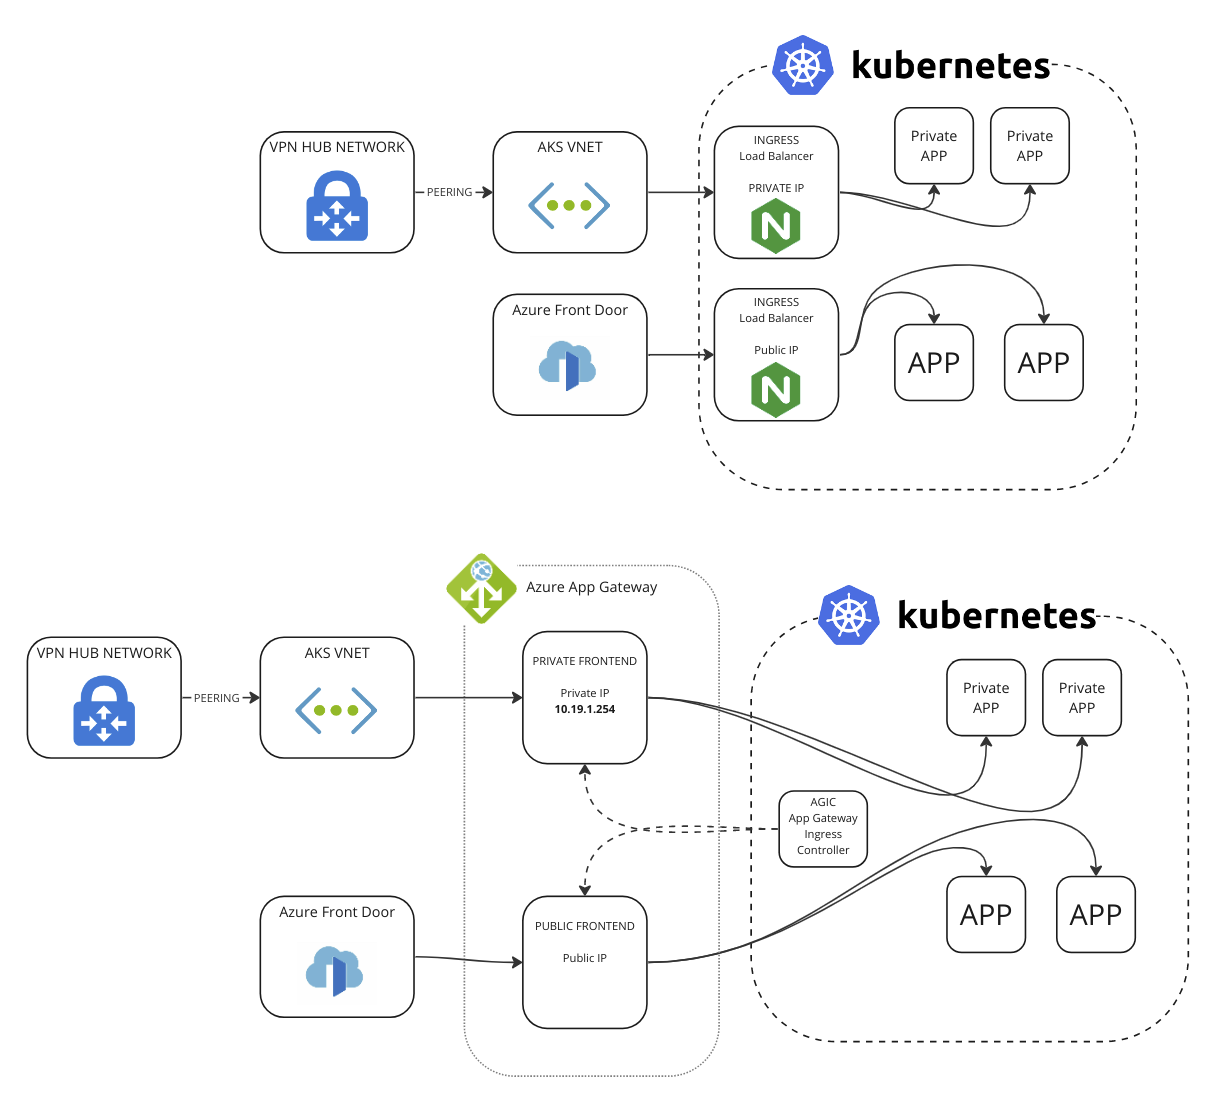 kubernetes
VPN HUB NETWORK
PEERING
AKS VNET
INGRESS
Load Balancer
PRIVATE IP
Private
APP
Private
APP
Azure Front Door
INGRESS
Load Balancer
Public IP
APP
APP
Azure App Gateway
kubernetes
VPN HUB NETWORK
PEERING
AKS VNET
PRIVATE FRONTEND
Private IP
10.19.1.254
Private
APP
Private
APP
AGIC
App Gateway
Ingress
Controller
Azure Front Door
PUBLIC FRONTEND
Public IP
APP
APP